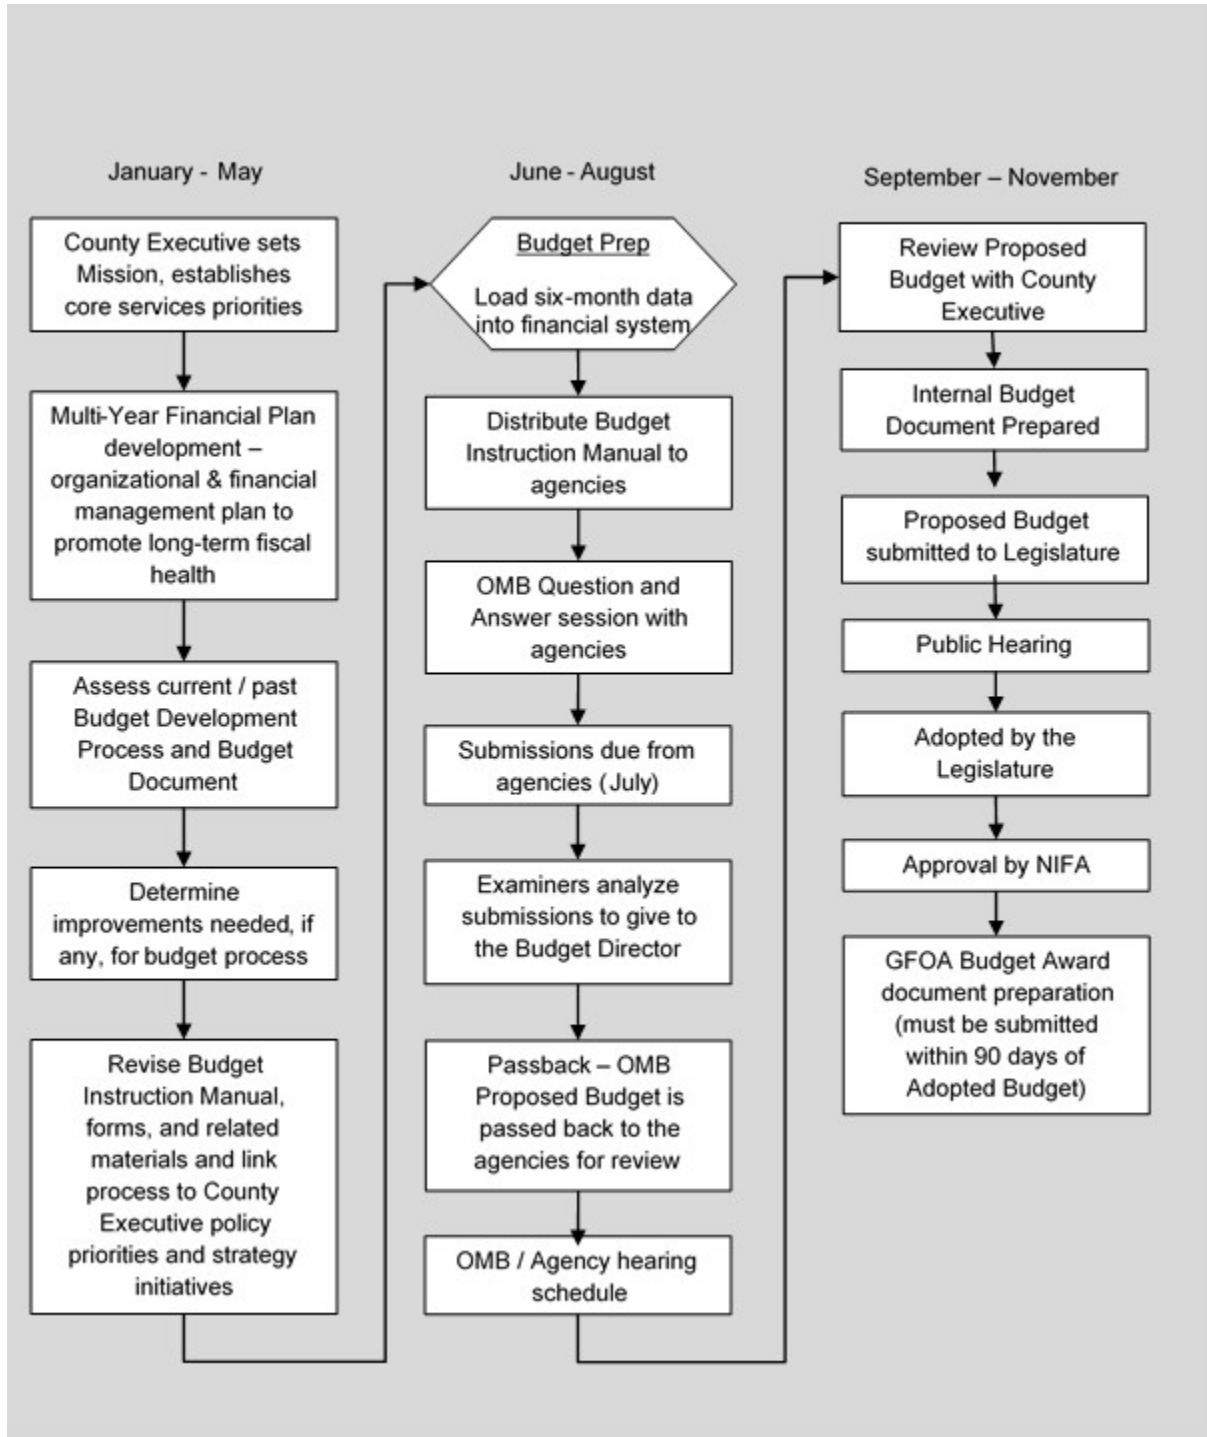 January - May
County Executive sets
Mission, establishes
core services priorities
Multi-Year Financial Plan
development –
organizational & financial
management plan to
promote long-term fiscal
health
Assess current / past
Budget Development
Process and Budget
Document
Determine
improvements needed, if
any, for budget process
Revise Budget
Instruction Manual,
forms, and related
materials and link
process to County
Executive policy
priorities and strategy
initiatives
June - August
Budget Prep
Load six-month data
into financial system
Distribute Budget
Instruction Manual to
agencies
OMB Question and
Answer session with
agencies
Submissions due from
agencies (July)
Examiners analyze
submissions to give to
the Budget Director
Passback – OMB
Proposed Budget is
passed back to the
agencies for review
OMB / Agency hearing
schedule
September – November
Review Proposed
Budget with County
Executive
Internal Budget
Document Prepared
Proposed Budget
submitted to Legislature
Public Hearing
Adopted by the
Legislature
Approval by NIFA
GFOA Budget Award
document preparation
(must be submitted
within 90 days of
Adopted Budget)